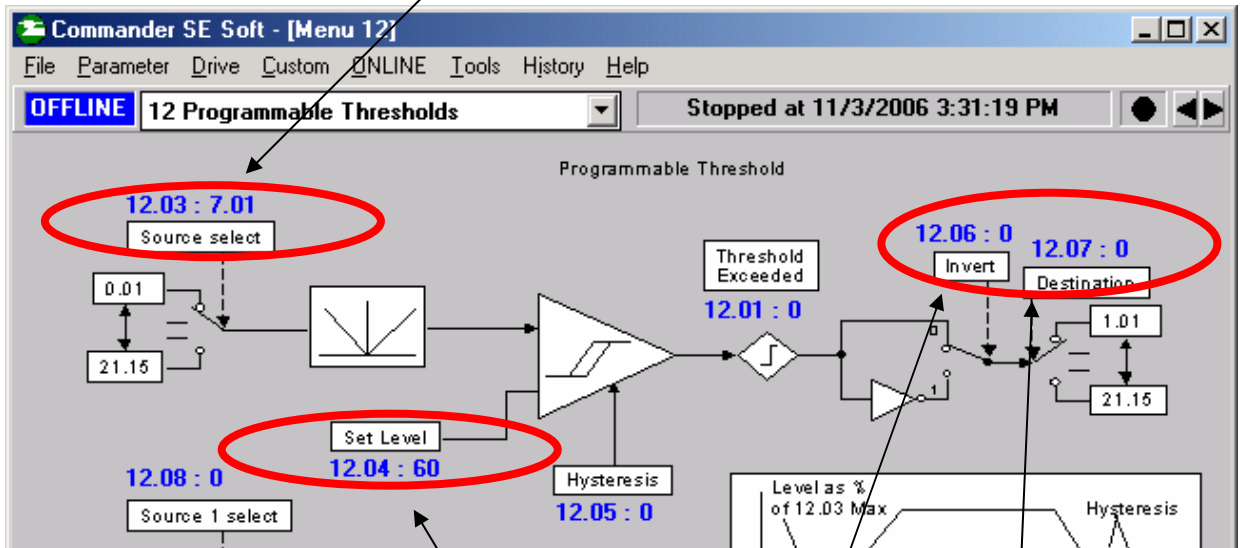 Commander SE Soft - [Menu 12]
File Parameter Drive Custom ONLINE Tools History Help
OFFLINE 12 Programmable Thresholds Stopped at 11/3/2006 3:31:19 PM
Programmable Threshold
12.03 : 7.01
Source select
0.01
21.15
Set Level
12.04 : 60
Threshold
Exceeded
12.01 : 0
Hysteresis
12.05 : 0
12.06 : 0
Invert
0
1
12.07 : 0
Destination
1.01
21.15
12.08 : 0
Source 1 select
Level as %
of 12.03 Max
Hysteresis